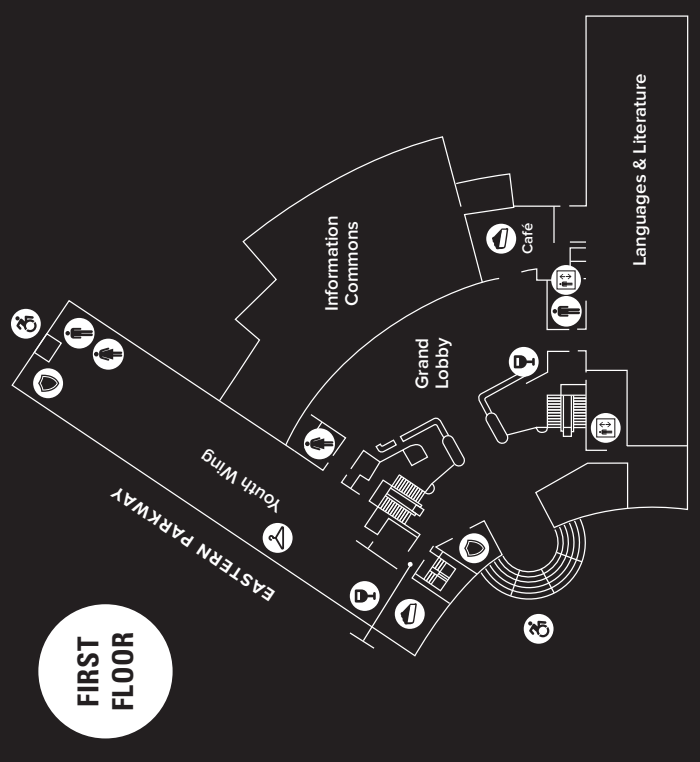 Languages & Literature
Information
Commons
Café
Grand
Lobby
Youth Wing
EASTERN PARKWAY
FIRST
FLOOR